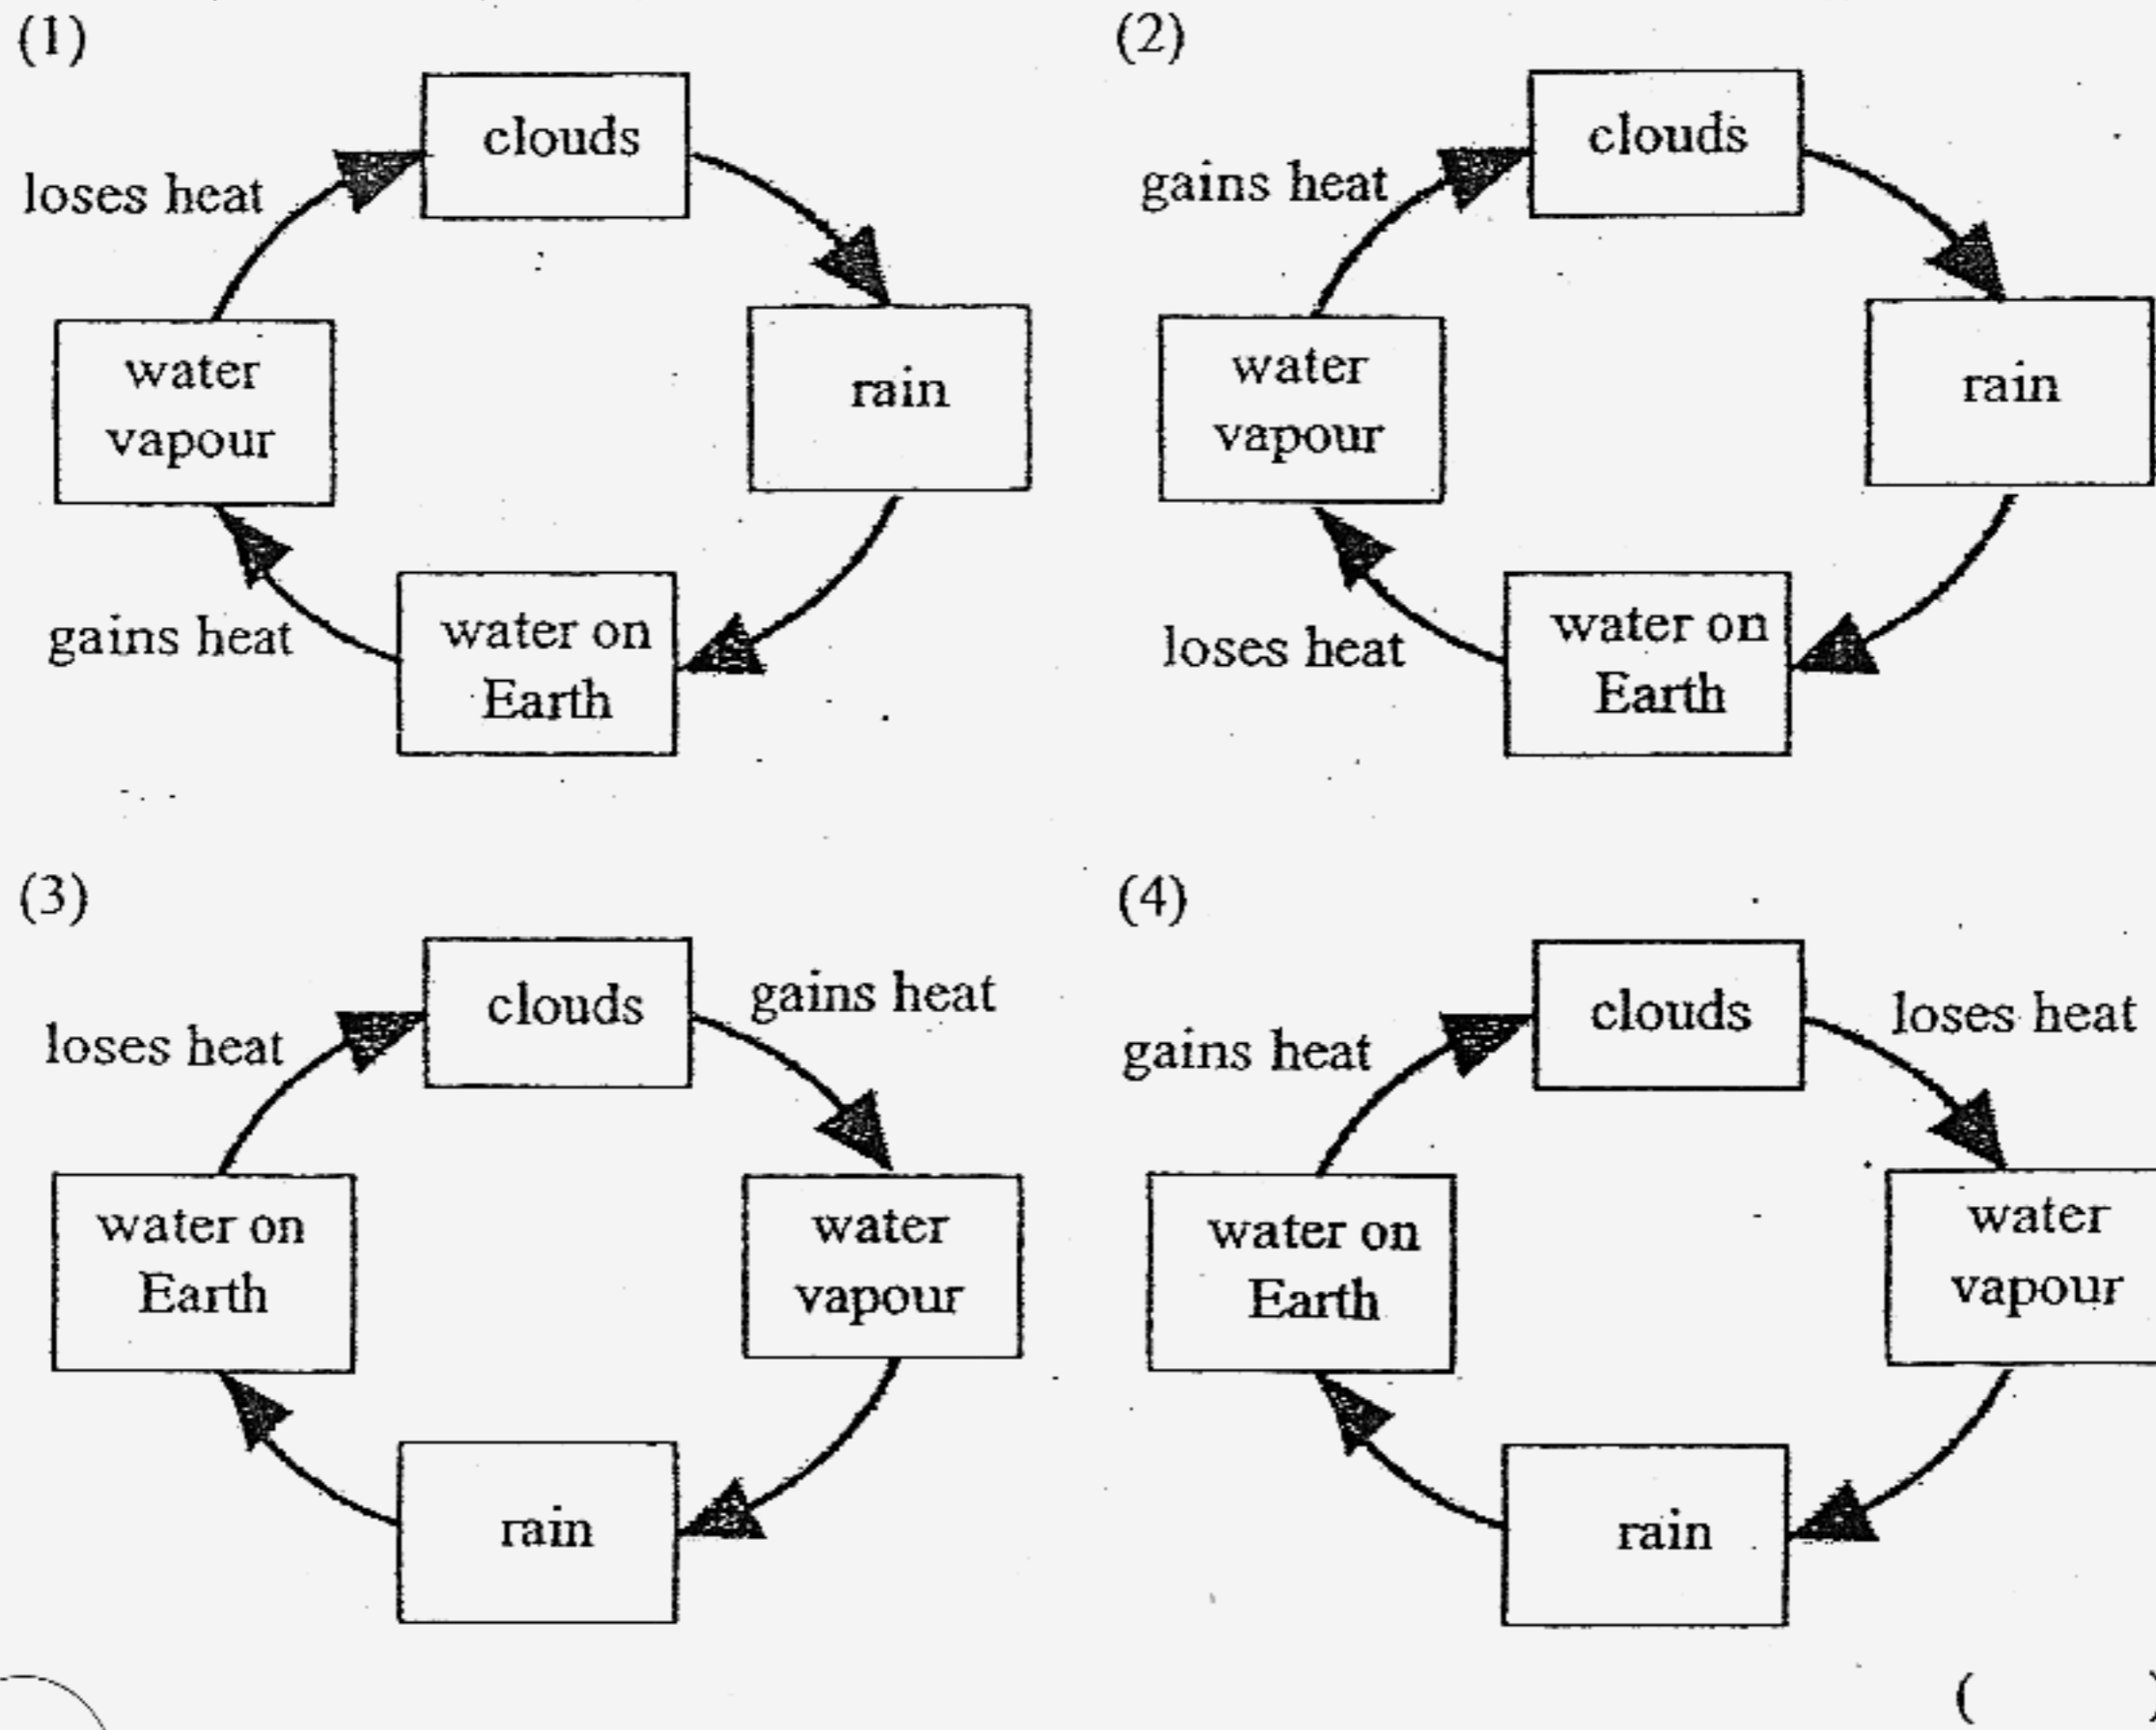 (1)
clouds
loses heat
water
vapour
rain
gains heat
water on
Earth
(2)
clouds
gains heat
water
vapour
rain
loses heat
water on
Earth
(3)
clouds
gains heat
loses heat
water on
Earth
water
vapour
rain
(4)
clouds
loses heat
gains heat
water on
Earth
water
vapour
rain
( )